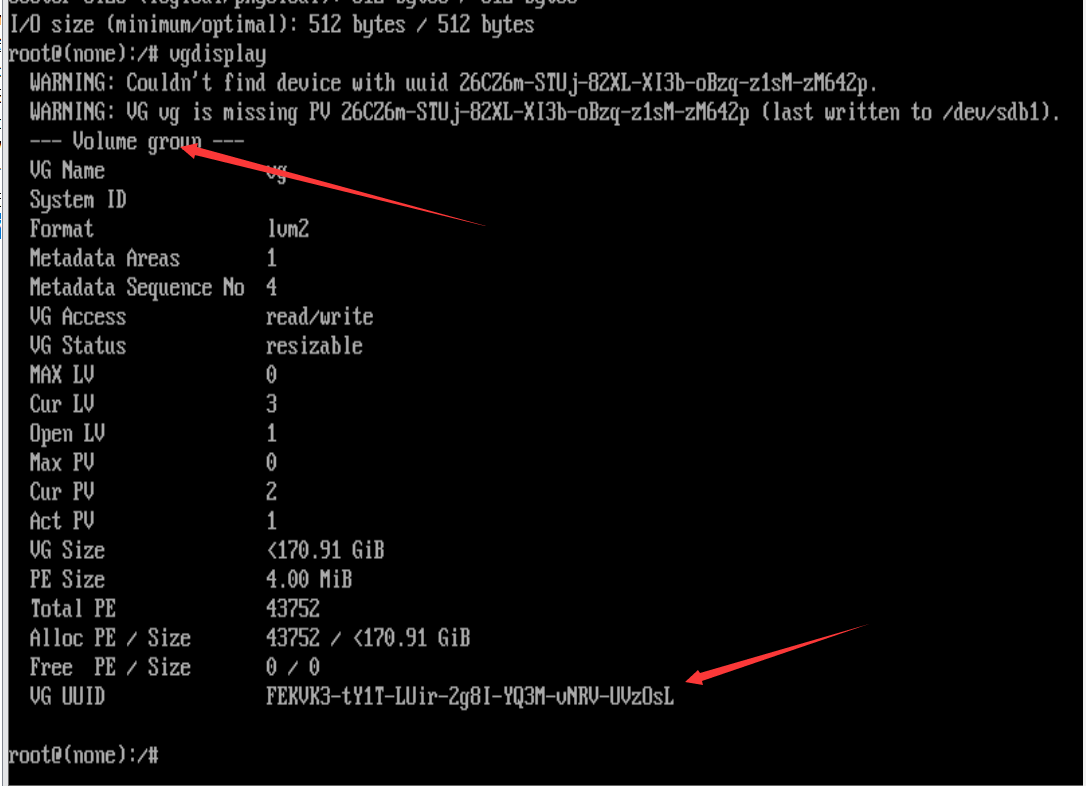 I/O size (minimum/optimal): 512 bytes / 512 bytes
root@(none):/# vgdisplay
WARNING: Couldn't find device with uuid 26CZ6m-STUj-82XL-XI3b-oBzq-z1sM-zM642p.
WARNING: VG vg is missing PV 26CZ6m-STUj-82XL-XI3b-oBzq-z1sM-zM642p (last written to /dev/sdb1).
--- Volume group ---
VG Name vg
System ID
Format lvm2
Metadata Areas 1
Metadata Sequence No 4
VG Access read/write
VG Status resizable
MAX LV 0
Cur LV 3
Open LV 1
Max PV 0
Cur PV 2
Act PV 1
VG Size <170.91 GiB
PE Size 4.00 MiB
Total PE 43752
Alloc PE / Size 43752 / <170.91 GiB
Free PE / Size 0 / 0
VG UUID FEKVK3-tY1T-LUir-2g8I-YQ3M-vNRV-UVzOsL
root@(none):/#